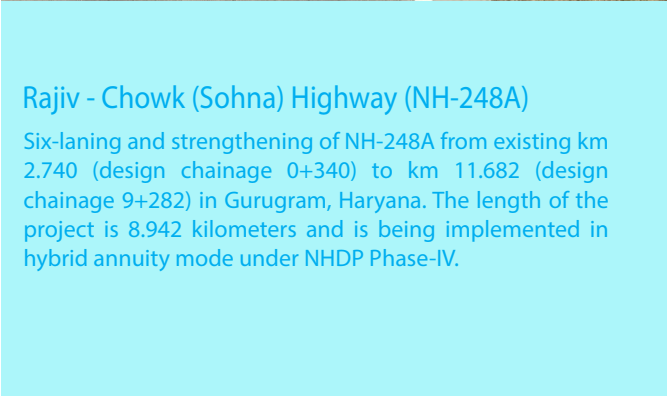 Rajiv - Chowk (Sohna) Highway (NH-248A)
Six-laning and strengthening of NH-248A from existing km
2.740 (design chainage 0+340) to km 11.682 (design
chainage 9+282) in Gurugram, Haryana. The length of the
project is 8.942 kilometers and is being implemented in
hybrid annuity mode under NHDP Phase-IV.